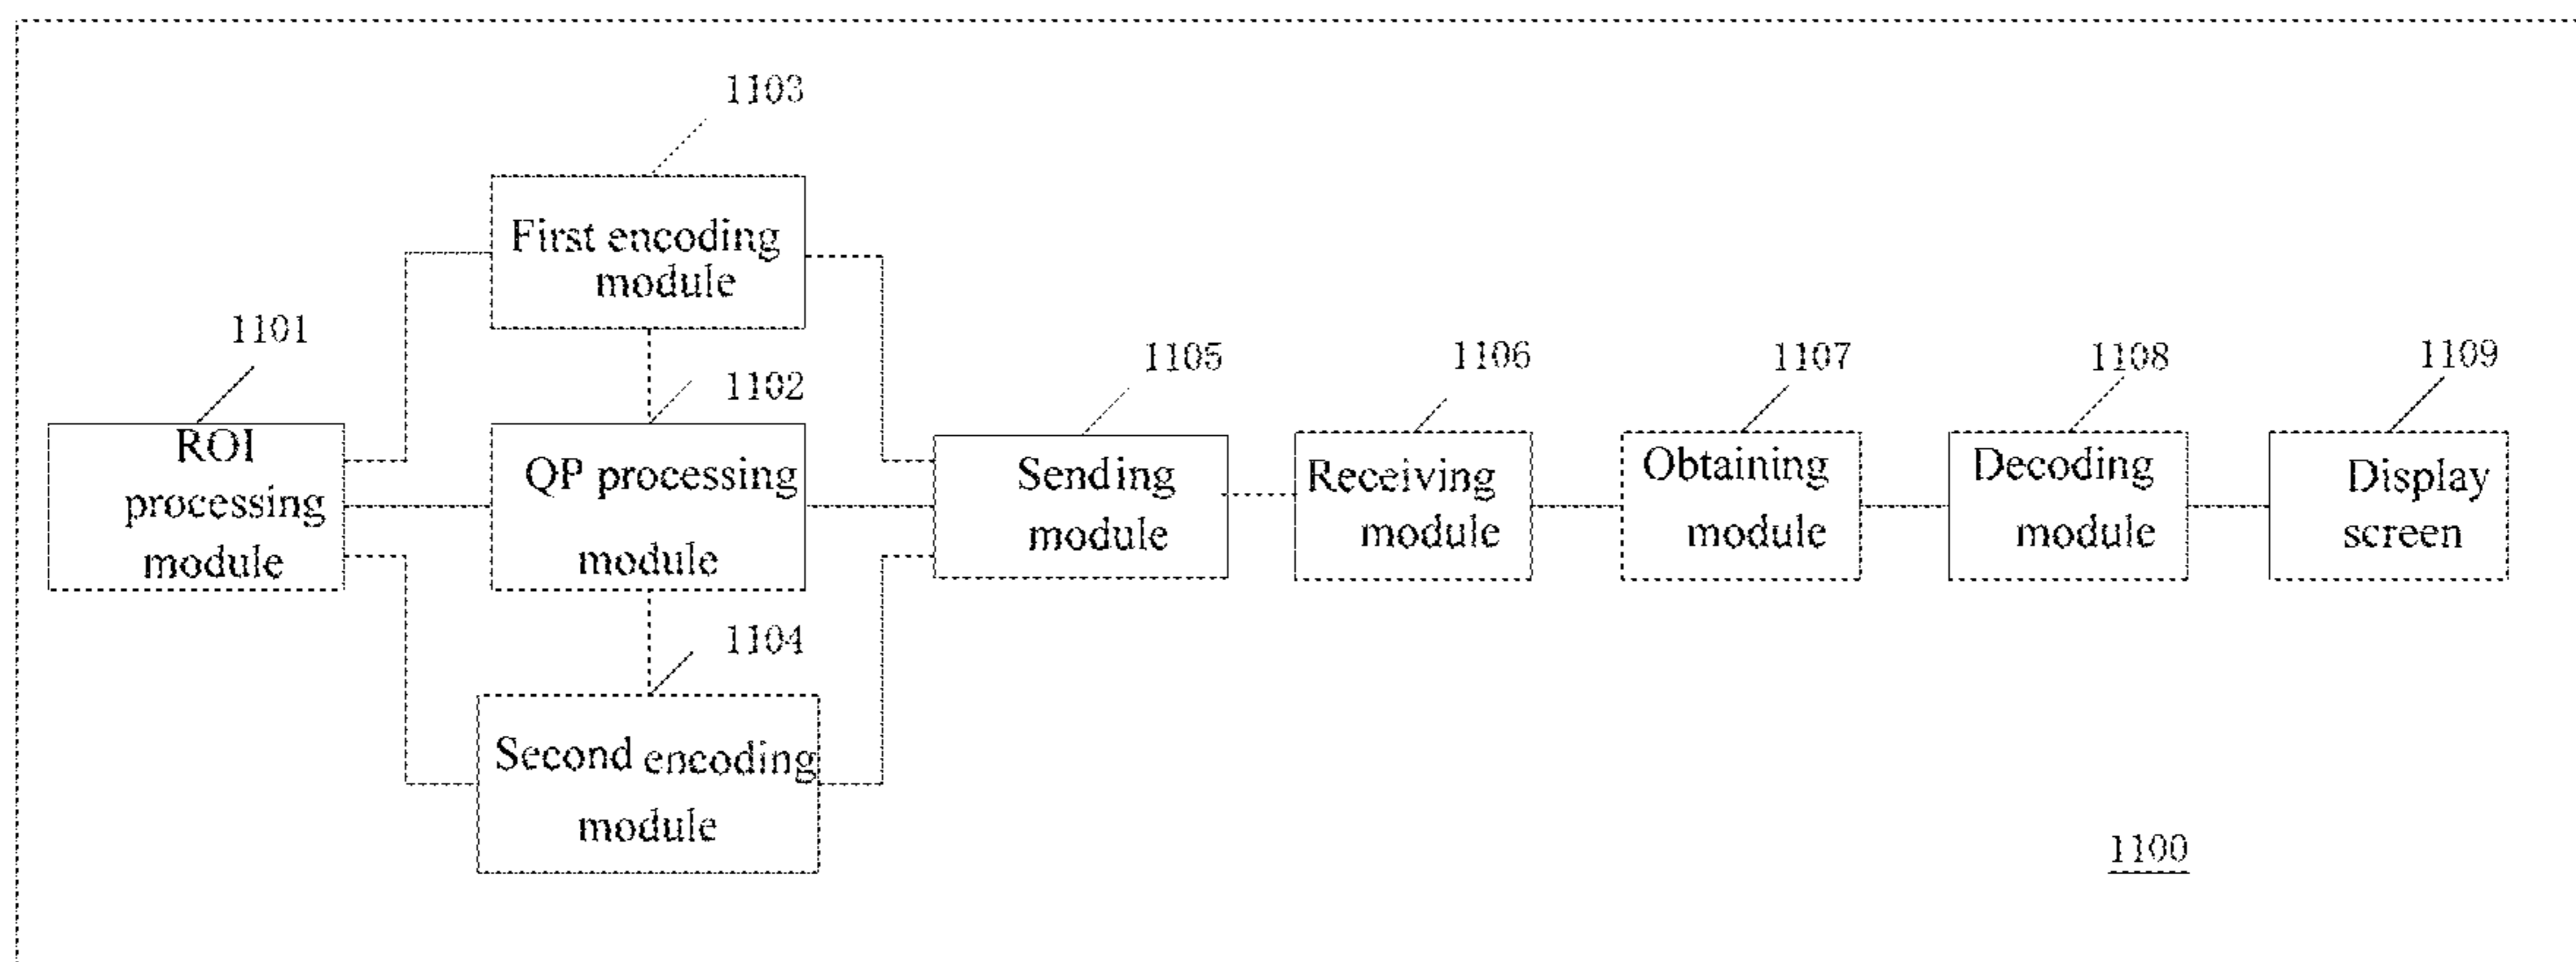 1103
First encoding
module
1101
ROI
processing
module
1102
QP processing
module
1104
Second encoding
module
1105
Sending
module
1106
Receiving
module
1107
Obtaining
module
1108
Decoding
module
1109
Display
screen
1100